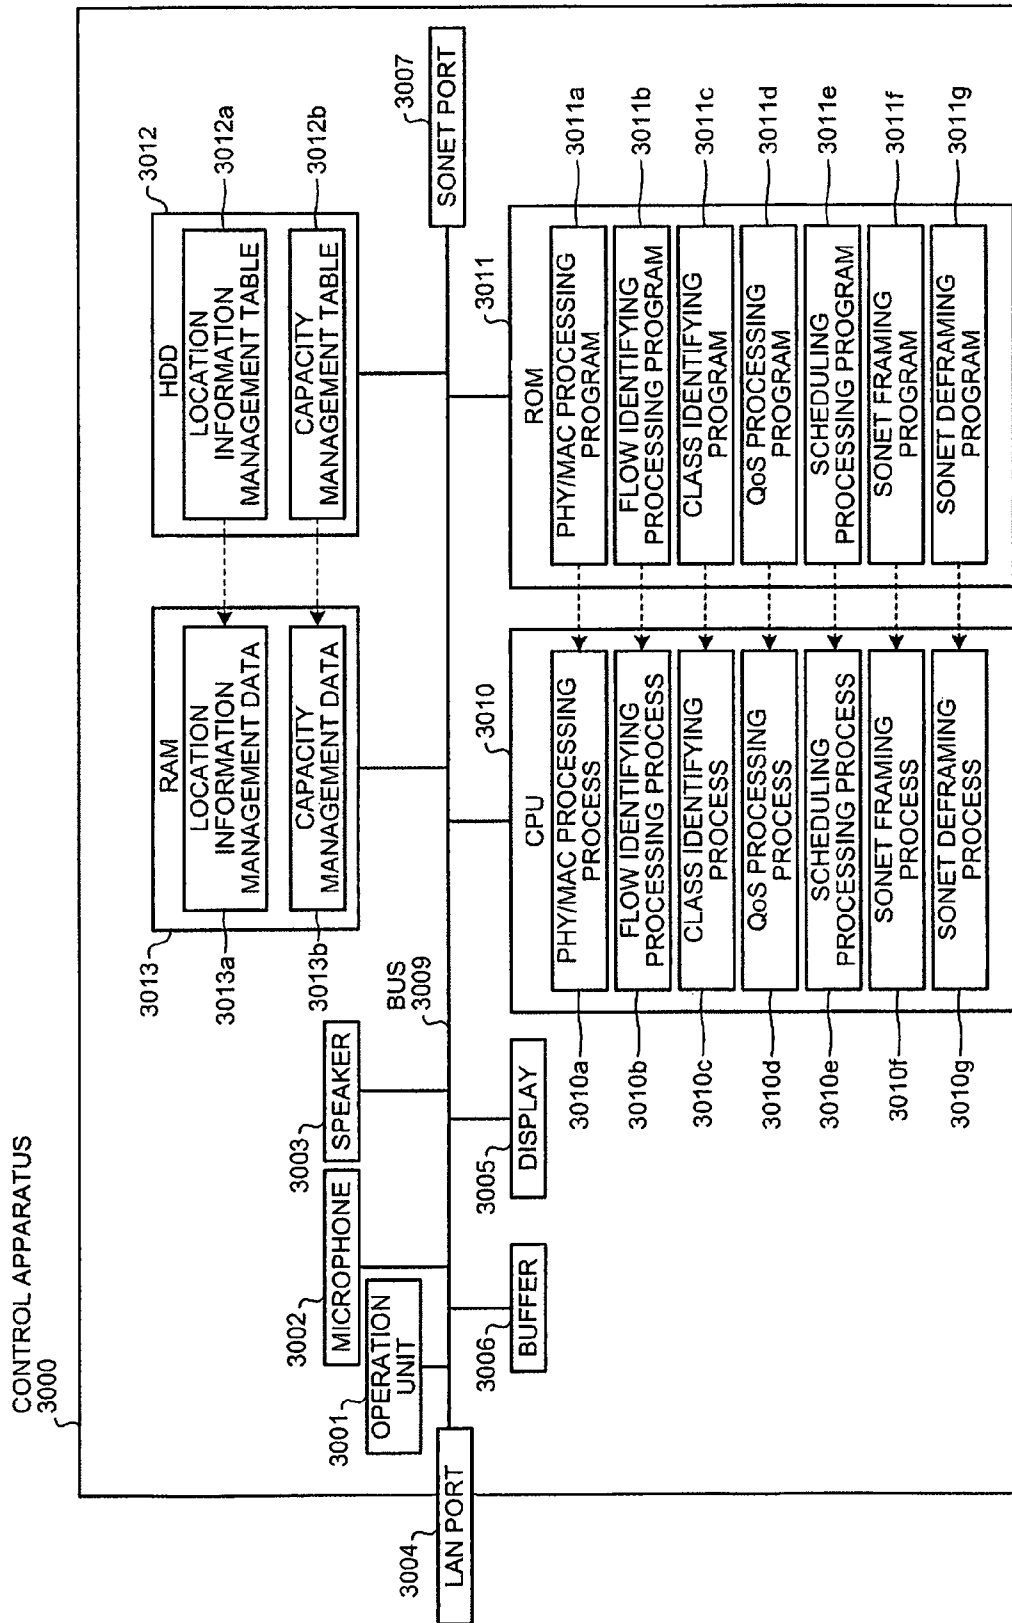 CONTROL APPARATUS
3000
3001
OPERATION
UNIT
3002
MICROPHONE
3003
SPEAKER
3004
LAN PORT
BUS
3009
3006
BUFFER
3005
DISPLAY
3013
RAM
LOCATION
INFORMATION
MANAGEMENT DATA
3013a
CAPACITY
MANAGEMENT DATA
3013b
3012
HDD
LOCATION
INFORMATION
MANAGEMENT TABLE
3012a
CAPACITY
MANAGEMENT TABLE
3012b
3007
SONET PORT
3010
CPU
PHY/MAC PROCESSING
PROCESS
3010a
FLOW IDENTIFYING
PROCESSING PROCESS
3010b
CLASS IDENTIFYING
PROCESS
3010c
QoS PROCESSING
PROCESS
3010d
SCHEDULING
PROCESSING PROCESS
3010e
SONET FRAMING
PROCESS
3010f
SONET DEFRAMING
PROCESS
3010g
3011
ROM
PHY/MAC PROCESSING
PROGRAM
3011a
FLOW IDENTIFYING
PROCESSING PROGRAM
3011b
CLASS IDENTIFYING
PROGRAM
3011c
QoS PROCESSING
PROGRAM
3011d
SCHEDULING
PROCESSING PROGRAM
3011e
SONET FRAMING
PROGRAM
3011f
SONET DEFRAMING
PROGRAM
3011g